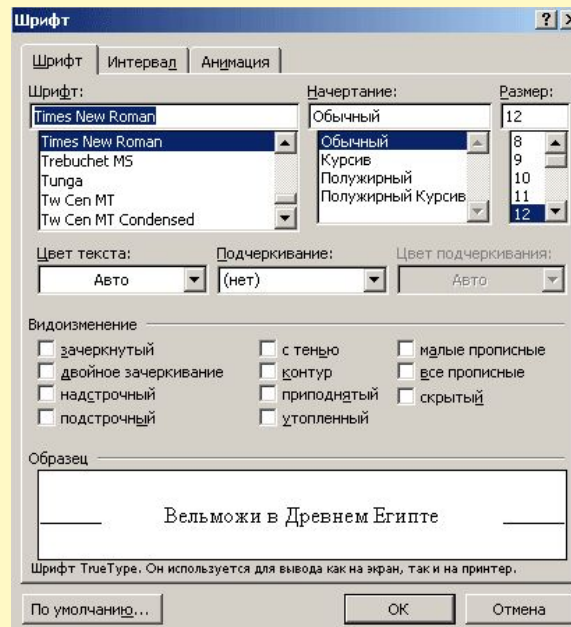 Шрифт
Шрифт Интервал Анимация
Шрифт: Начертание: Размер:
Times New Roman Обычный 12
Times New Roman Обычный 8
Trebuchet MS Курсив 9
Tunga Полужирный 10
Tw Cen MT Полужирный Курсив 11
Tw Cen MT Condensed 12
Цвет текста: Подчеркивание: Цвет подчеркивания:
Авто (нет) Авто
Видоизменение
зачеркнутый с тенью малые прописные
двойное зачеркивание контур все прописные
надстрочный приподнятый скрытый
подстрочный утопленный
Образец
Вельможи в Древнем Египте
Шрифт TrueType. Он используется для вывода как на экран, так и на принтер.
По умолчанию... ОК Отмена